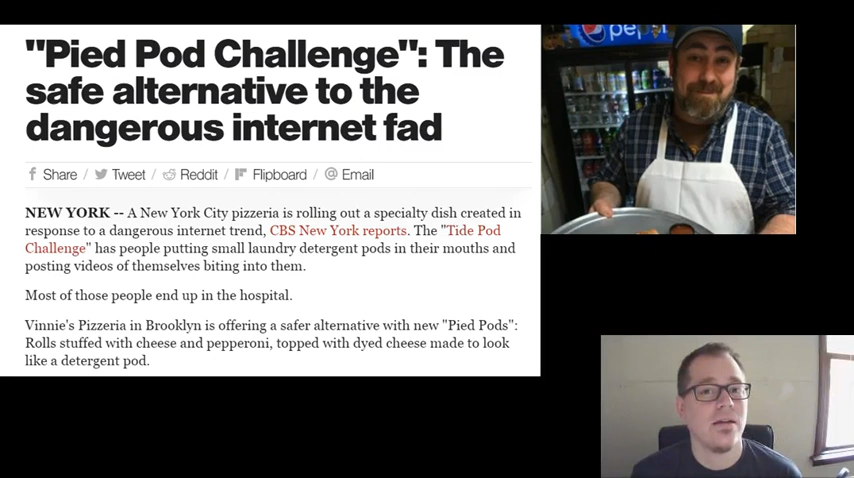 "Pied Pod Challenge": The
safe alternative to the
dangerous internet fad
Share / Tweet / Reddit / Flipboard / Email
NEW YORK -- A New York City pizzeria is rolling out a specialty dish created in
response to a dangerous internet trend, CBS New York reports. The "Tide Pod
Challenge" has people putting small laundry detergent pods in their mouths and
posting videos of themselves biting into them.
Most of those people end up in the hospital.
Vinnie's Pizzeria in Brooklyn is offering a safer alternative with new "Pied Pods":
Rolls stuffed with cheese and pepperoni, topped with dyed cheese made to look
like a detergent pod.
pepsi